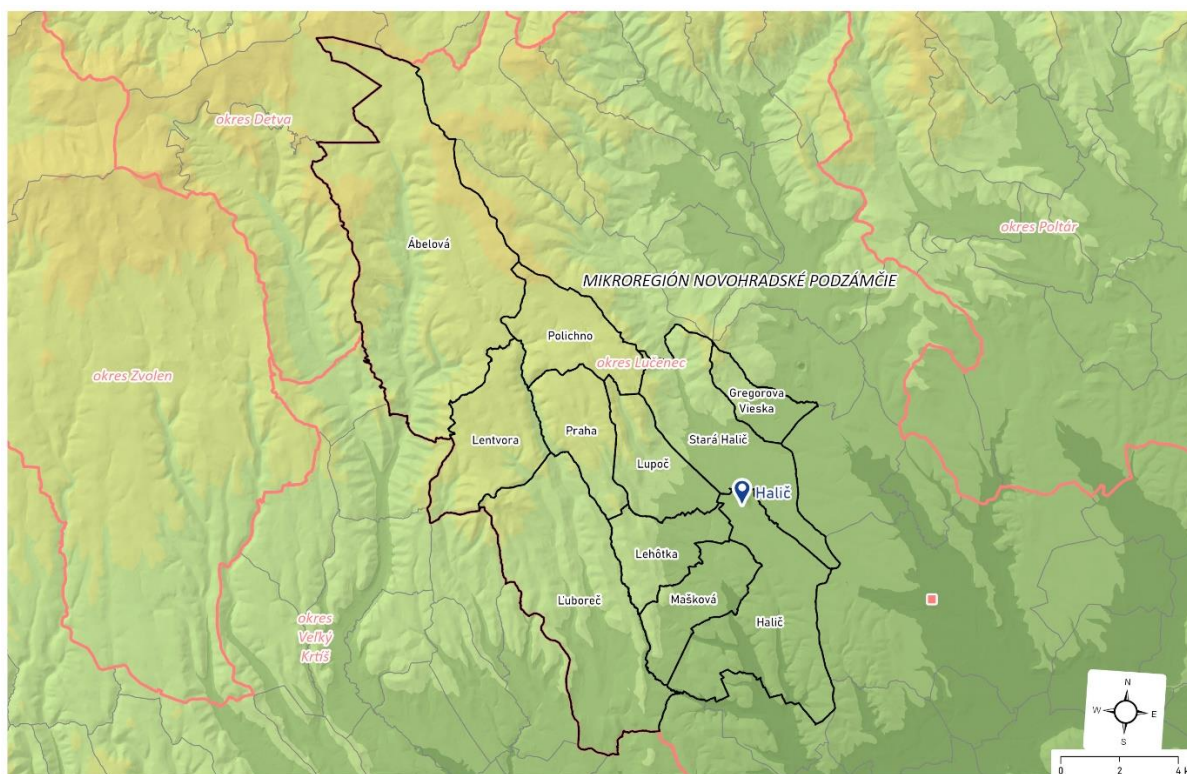 okres Detva
okres Poltár
Ábelová
MIKROREGIÓN NOVOHRADSKÉ PODZÁMČIE
Polichno
okres Lučenec
okres Zvolen
Gregorova
Vieska
Lentvora
Praha
Stará Halič
Lupoč
Halič
Lehôtka
Mašková
Ľuboreč
Halič
okres
Veľký
Krtíš
N
W
E
S
0
2
4